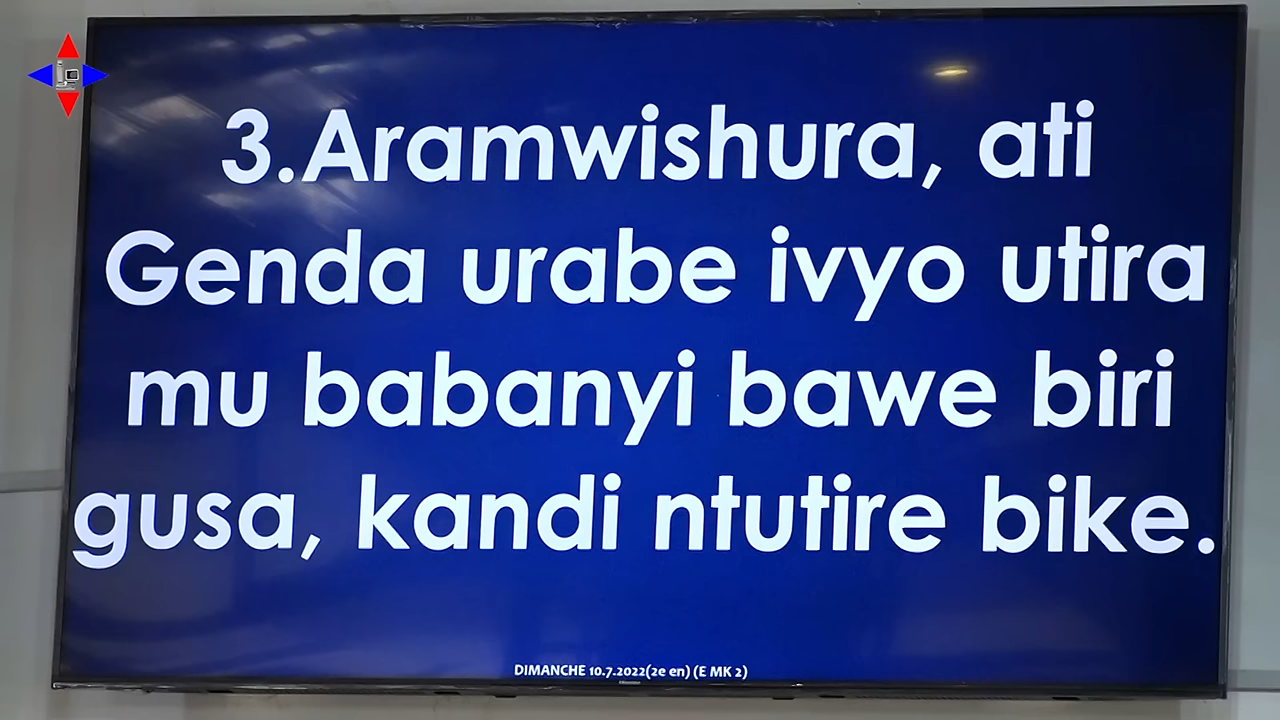 3.Aramwishura, ati
Genda urabe ivyo utira
mu babanyi bawe biri
gusa, kandi ntutire bike.
DIMANCHE 10.7.2022(2e en) (E MK 2)